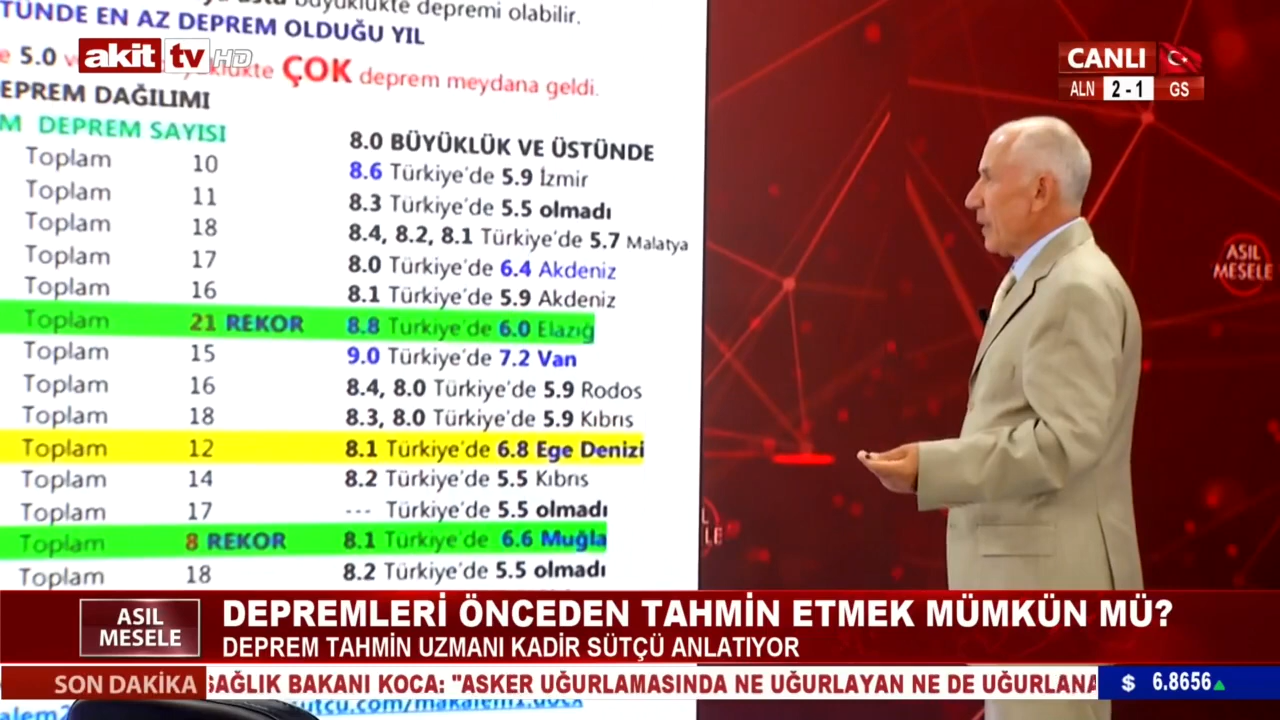 büyüklükte depremi olabilir.
TÜNDE EN AZ DEPREM OLDUĞU YIL
akit tv HD
5.0 ÇOK deprem meydana geldi.
EPREM DAĞILIMI
M DEPREM SAYISI
8.0 BÜYÜKLÜK VE ÜSTÜNDE
Toplam 10 8.6 Türkiye'de 5.9 İzmir
Toplam 11 8.3 Türkiye'de 5.5 olmadı
Toplam 18 8.4, 8.2, 8.1 Türkiye'de 5.7 Malatya
Toplam 17 8.0 Türkiye'de 6.4 Akdeniz
Toplam 16 8.1 Türkiye'de 5.9 Akdeniz
Toplam 21 REKOR 8.8 Türkiye'de 6.0 Elazığ
Toplam 15 9.0 Türkiye'de 7.2 Van
Toplam 16 8.4, 8.0 Türkiye'de 5.9 Rodos
Toplam 18 8.3, 8.0 Türkiye'de 5.9 Kıbrıs
Toplam 12 8.1 Türkiye'de 6.8 Ege Denizi
Toplam 14 8.2 Türkiye'de 5.5 Kıbrıs
Toplam 17 --- Türkiye'de 5.5 olmadı
Toplam 8 REKOR 8.1 Türkiye'de 6.6 Muğla
Toplam 18 8.2 Türkiye'de 5.5 olmadı
CANLI
ALN 2 - 1 GS
ASIL
MESELE
ASIL
MESELE
DEPREMLERİ ÖNCEDEN TAHMİN ETMEK MÜMKÜN MÜ?
DEPREM TAHMİN UZMANI KADİR SÜTÇÜ ANLATIYOR
SON DAKİKA SAĞLIK BAKANI KOCA: "ASKER UĞURLAMASINDA NE UĞURLAYAN NE DE UĞURLANA
$ 6.8656
utcu.com/makalem1.docx